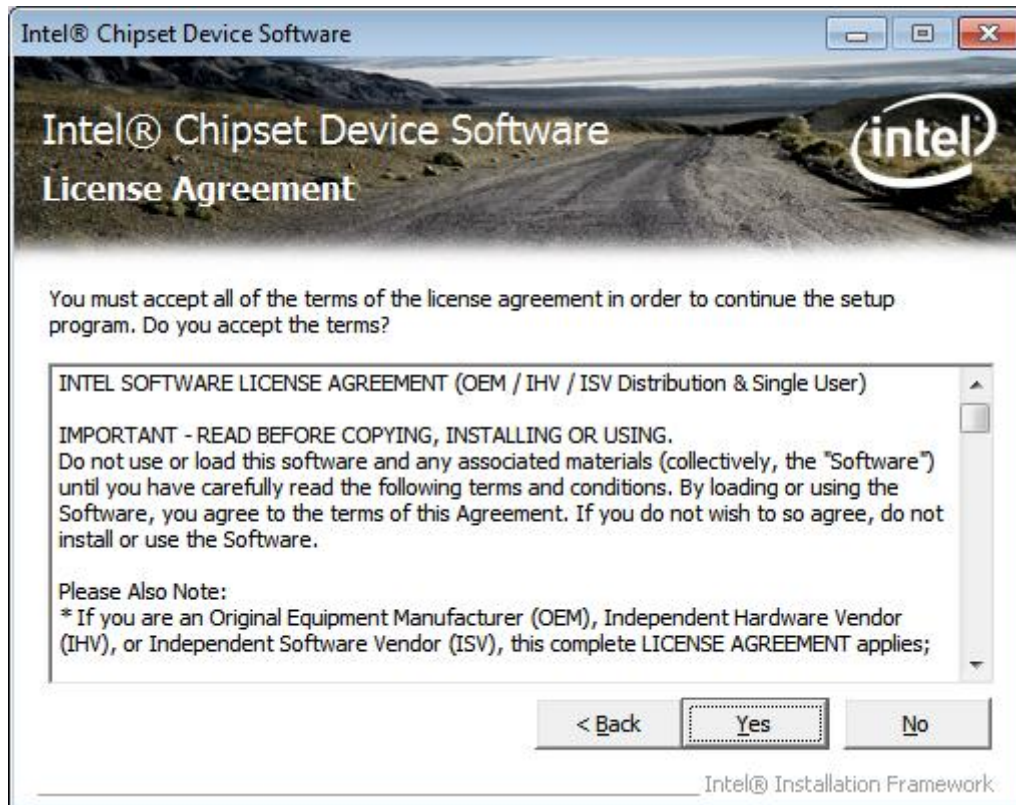 Intel® Chipset Device Software
Intel® Chipset Device Software
intel
License Agreement
You must accept all of the terms of the license agreement in order to continue the setup
program. Do you accept the terms?
INTEL SOFTWARE LICENSE AGREEMENT (OEM / IHV / ISV Distribution & Single User)
IMPORTANT - READ BEFORE COPYING, INSTALLING OR USING.
Do not use or load this software and any associated materials (collectively, the "Software")
until you have carefully read the following terms and conditions. By loading or using the
Software, you agree to the terms of this Agreement. If you do not wish to so agree, do not
install or use the Software.
Please Also Note:
* If you are an Original Equipment Manufacturer (OEM), Independent Hardware Vendor
(IHV), or Independent Software Vendor (ISV), this complete LICENSE AGREEMENT applies;
< Back Yes No
Intel® Installation Framework